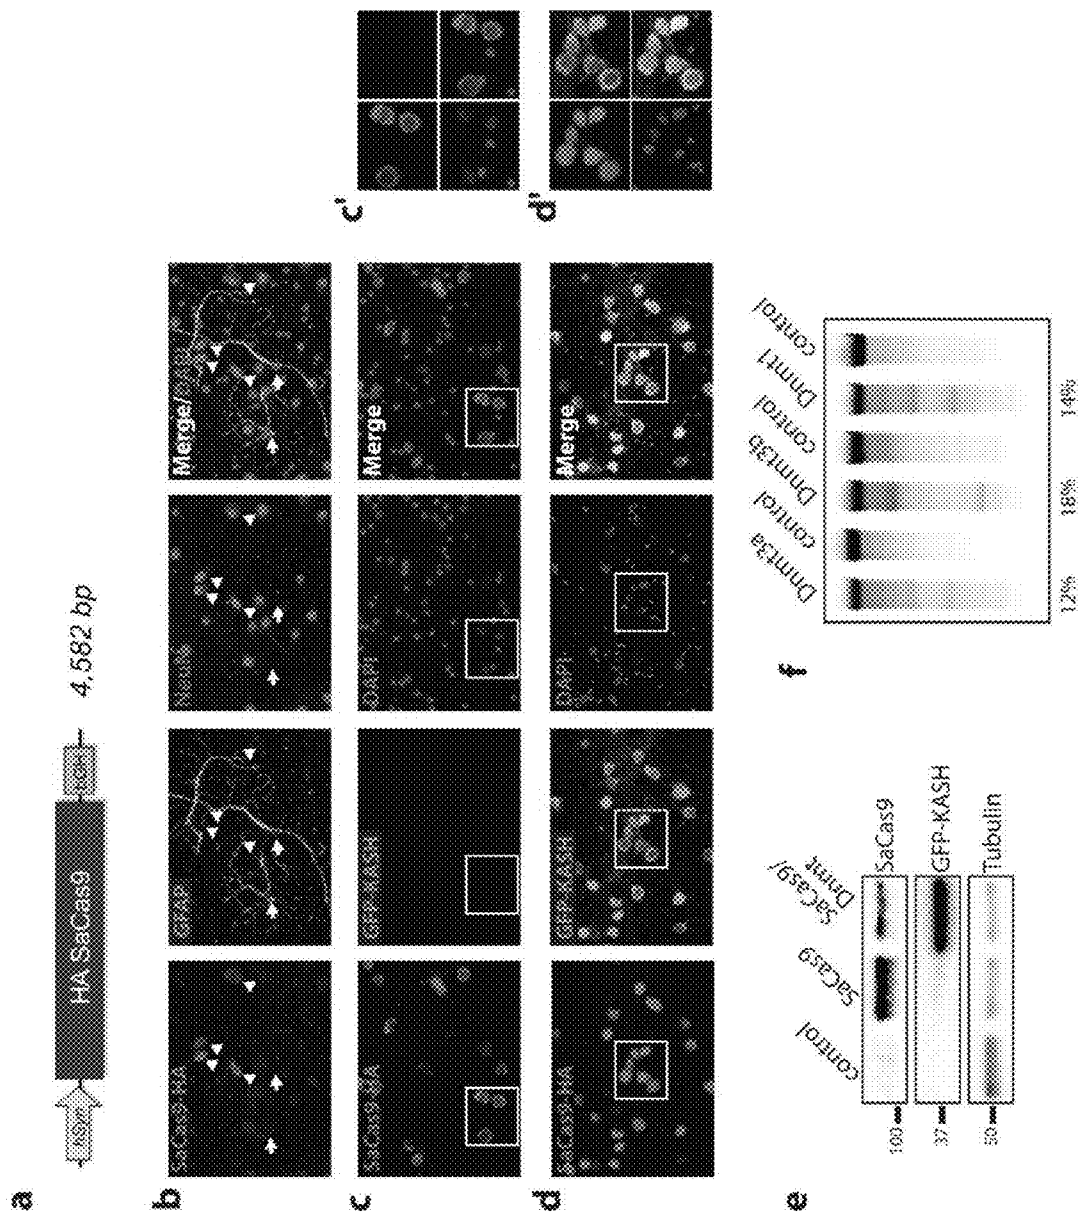 a
HA SaCas9
4,582 bp
b
SaCas9-HA
GFAP
Merge/
c
SaCas9-HA
GFP-KASH
DAPI
Merge
c'
d
SaCas9-HA
GFP-KASH
DAPI
Merge
d'
e
control
SaCas9
SaCas9/
Dnmt
100
SaCas9
37
GFP-KASH
50
Tubulin
f
Dnmt3a
control
Dnmt3b
control
Dnmt1
control
12%
18%
14%